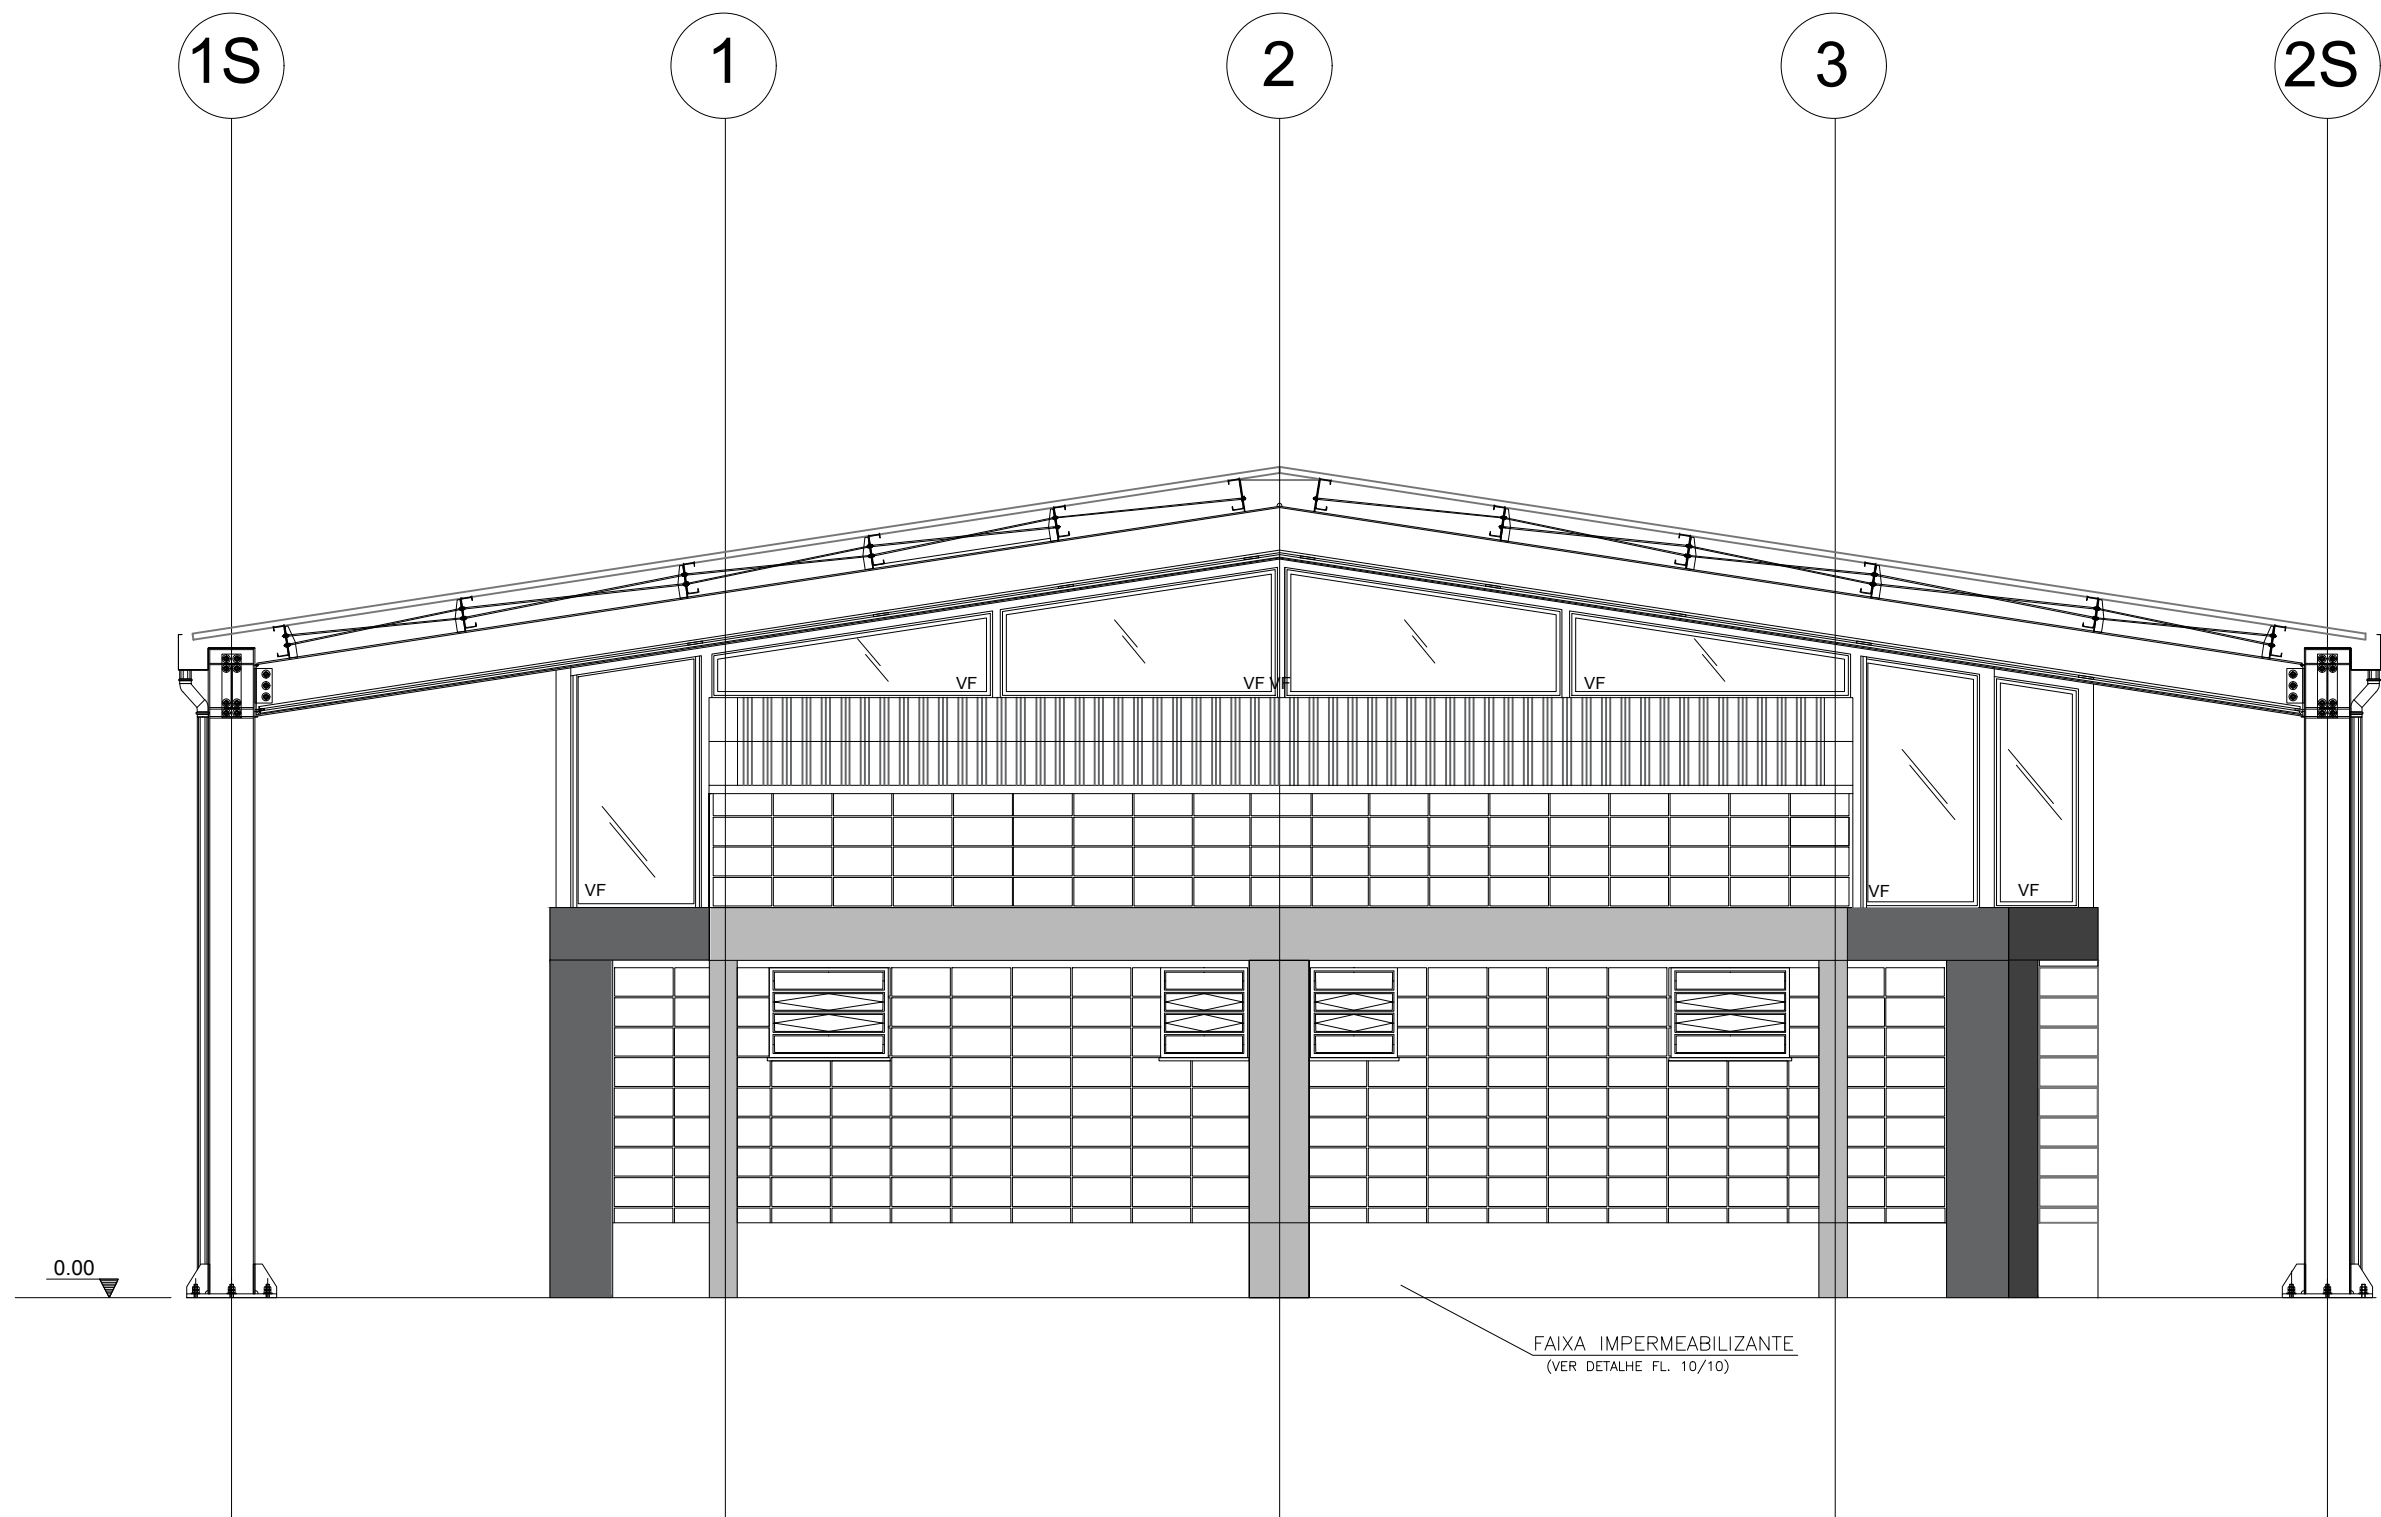 1S
1
2
3
2S
VF
VF VF
VF
VF
VF
VF
0.00
FAIXA IMPERMEABILIZANTE
(VER DETALHE FL. 10/10)